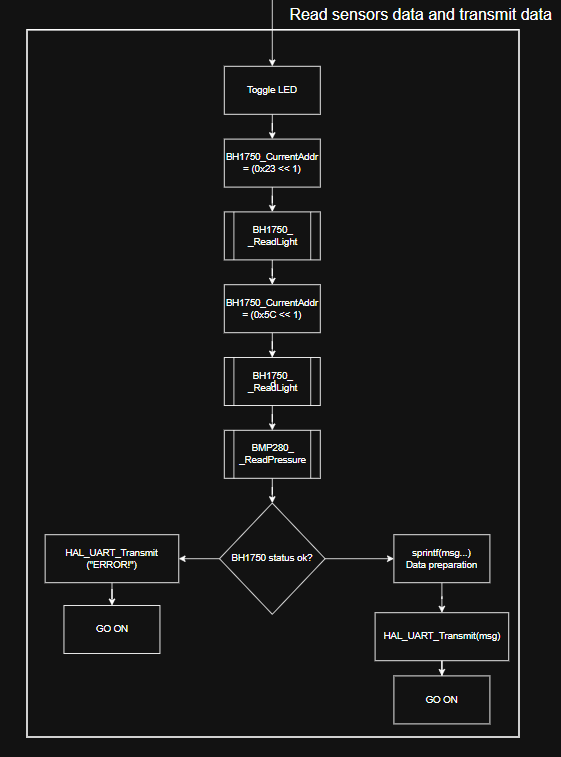 Read sensors data and transmit data
Toggle LED
BH1750_CurrentAddr
= (0x23 << 1)
BH1750_
_ReadLight
BH1750_CurrentAddr
= (0x5C << 1)
BH1750_
_ReadLight
d
BMP280_
_ReadPressure
BH1750 status ok?
HAL_UART_Transmit
("ERROR!")
GO ON
sprintf(msg...)
Data preparation
HAL_UART_Transmit(msg)
GO ON